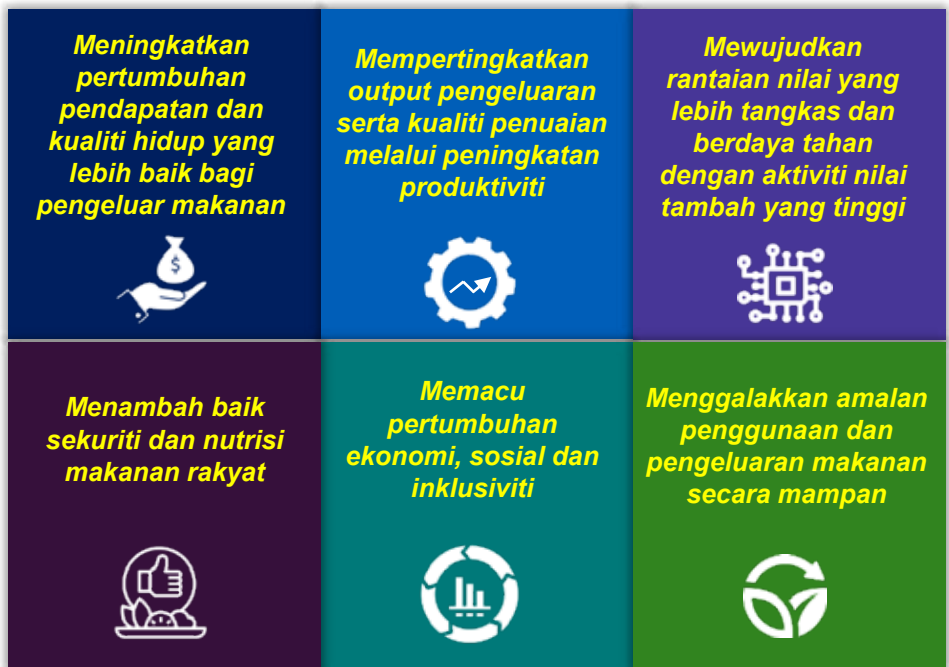 Meningkatkan
pertumbuhan
pendapatan dan
kualiti hidup yang
lebih baik bagi
pengeluar makanan
$
Mempertingkatkan
output pengeluaran
serta kualiti penuaian
melalui peningkatan
produktiviti
Mewujudkan
rantaian nilai yang
lebih tangkas dan
berdaya tahan
dengan aktiviti nilai
tambah yang tinggi
Menambah baik
sekuriti dan nutrisi
makanan rakyat
Memacu
pertumbuhan
ekonomi, sosial dan
inklusiviti
Menggalakkan amalan
penggunaan dan
pengeluaran makanan
secara mampan